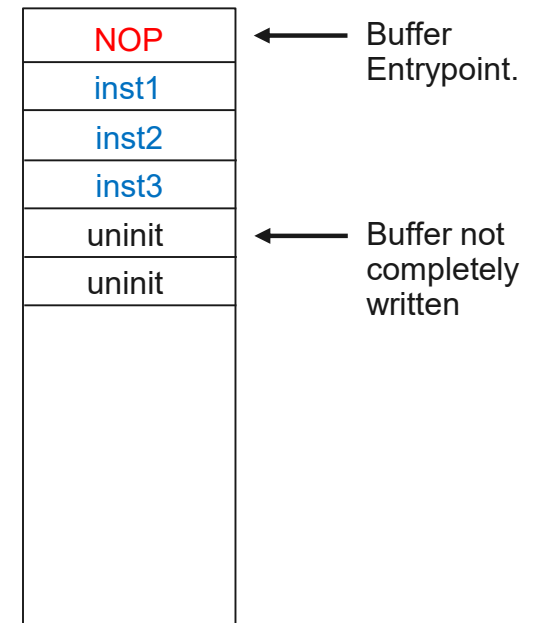 NOP
Buffer
Entrypoint.
inst1
inst2
inst3
uninit
Buffer not
completely
written
uninit